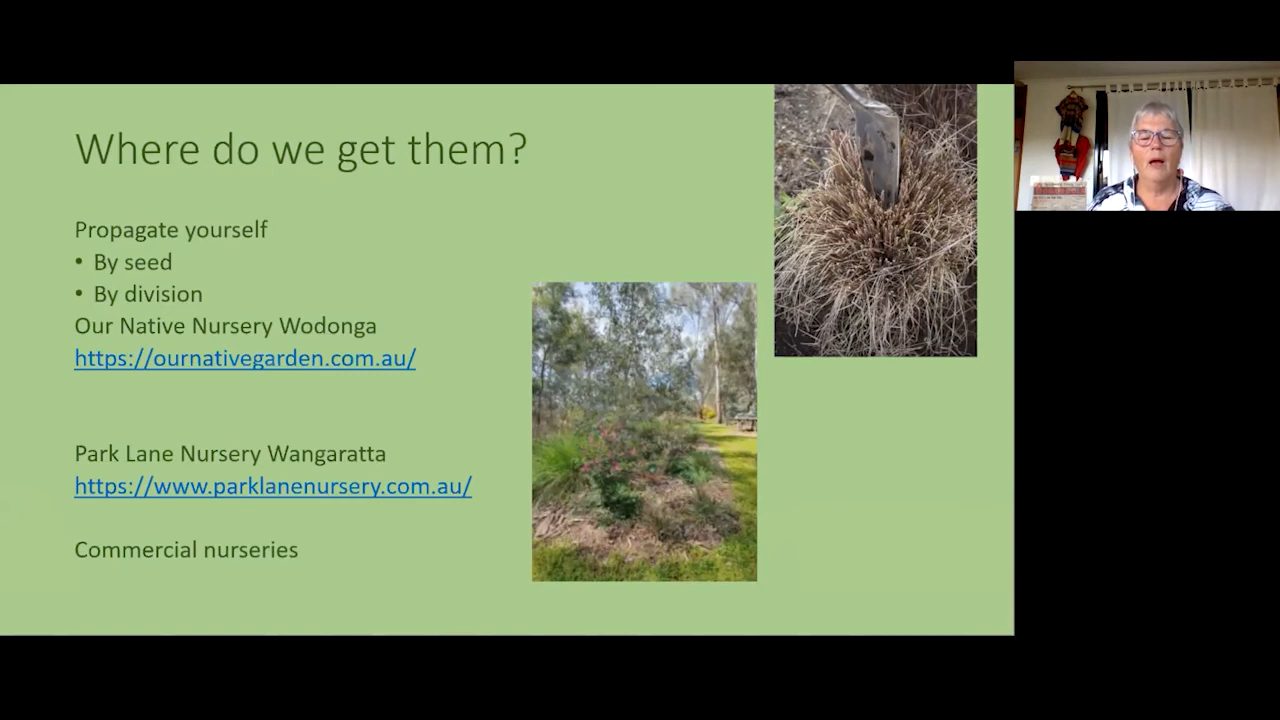 Where do we get them?
Propagate yourself
• By seed
• By division
Our Native Nursery Wodonga
https://ournativegarden.com.au/
Park Lane Nursery Wangaratta
https://www.parklanenursery.com.au/
Commercial nurseries